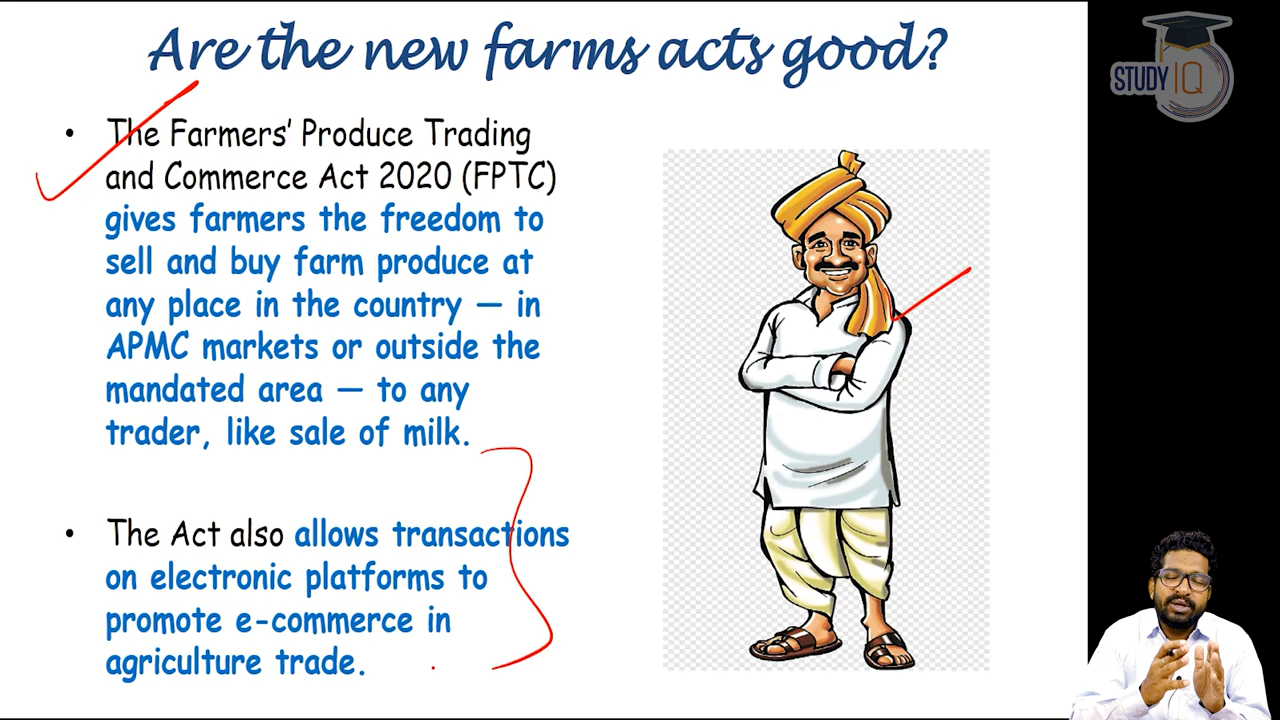 Are the new farms acts good?
STUDY IQ
• The Farmers' Produce Trading
and Commerce Act 2020 (FPTC)
gives farmers the freedom to
sell and buy farm produce at
any place in the country — in
APMC markets or outside the
mandated area — to any
trader, like sale of milk.
• The Act also allows transactions
on electronic platforms to
promote e-commerce in
agriculture trade.